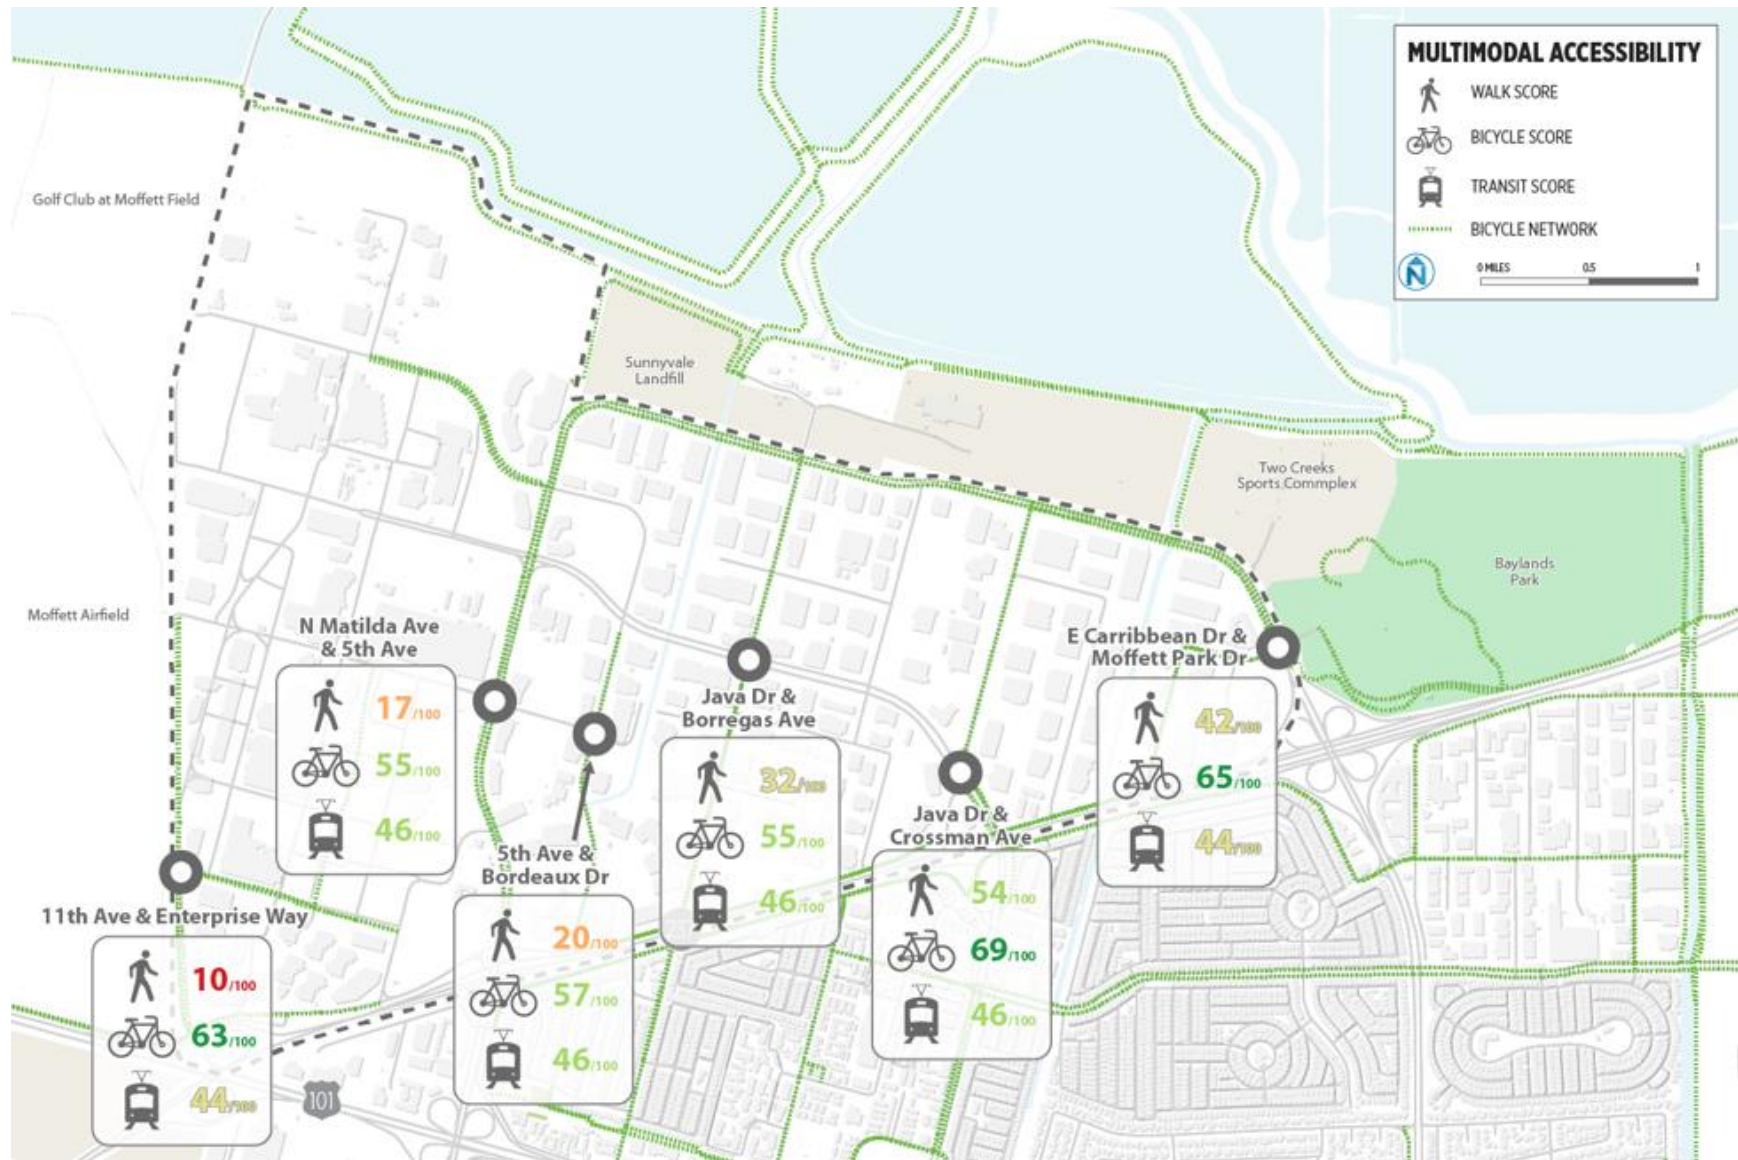 MULTIMODAL ACCESSIBILITY
WALK SCORE
BICYCLE SCORE
TRANSIT SCORE
BICYCLE NETWORK
N
0 MILES 0.5 1
Golf Club at Moffett Field
Sunnyvale
Landfill
Two Creeks
Sports Commplex
Baylands
Park
Moffett Airfield
N Matilda Ave
& 5th Ave
17/100
55/100
46/100
E Carribbean Dr &
Moffett Park Dr
42/100
65/100
44/100
Java Dr &
Borregas Ave
32/100
55/100
46/100
Java Dr &
Crossman Ave
54/100
69/100
46/100
5th Ave &
Bordeaux Dr
20/100
57/100
46/100
11th Ave & Enterprise Way
10/100
63/100
44/100
101